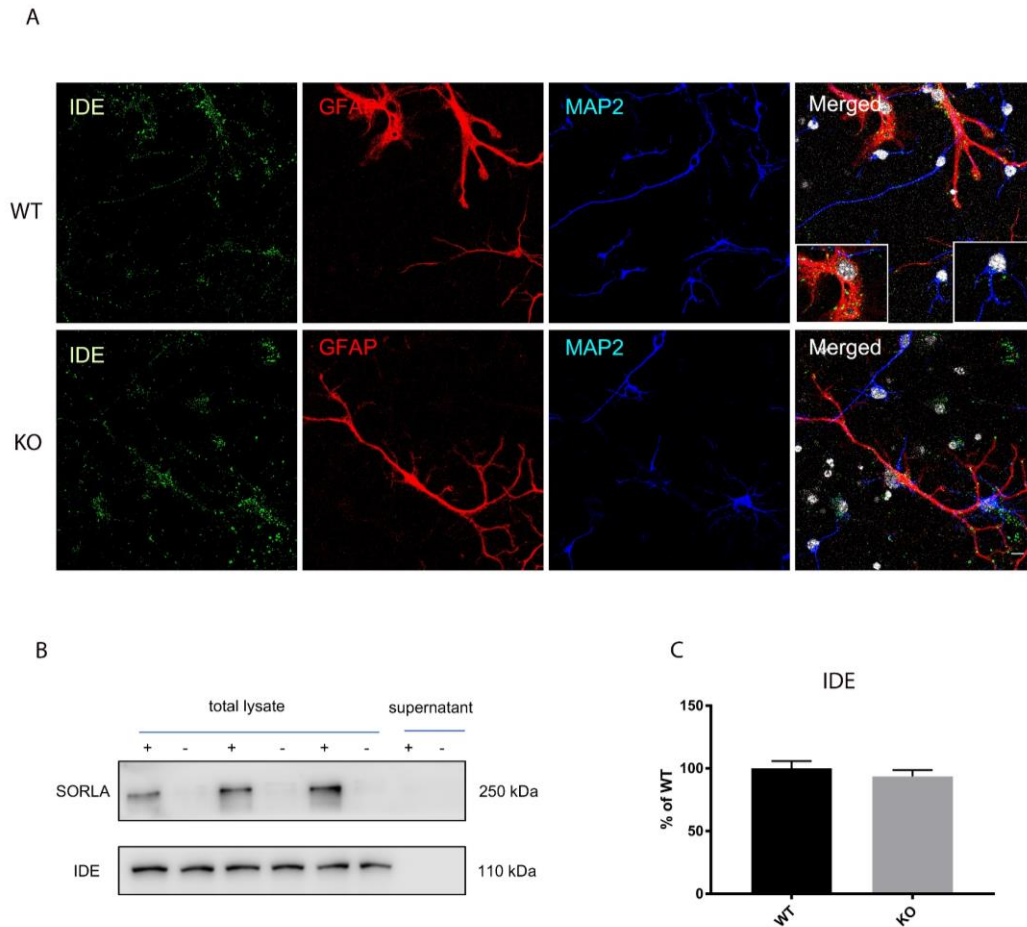 A
IDE GFAP MAP2 Merged
WT
IDE GFAP MAP2 Merged
KO
B
total lysate supernatant
+ - + - + - + -
SORLA 250 kDa
IDE 110 kDa
C
IDE
% of WT
150
100
50
0
WT KO